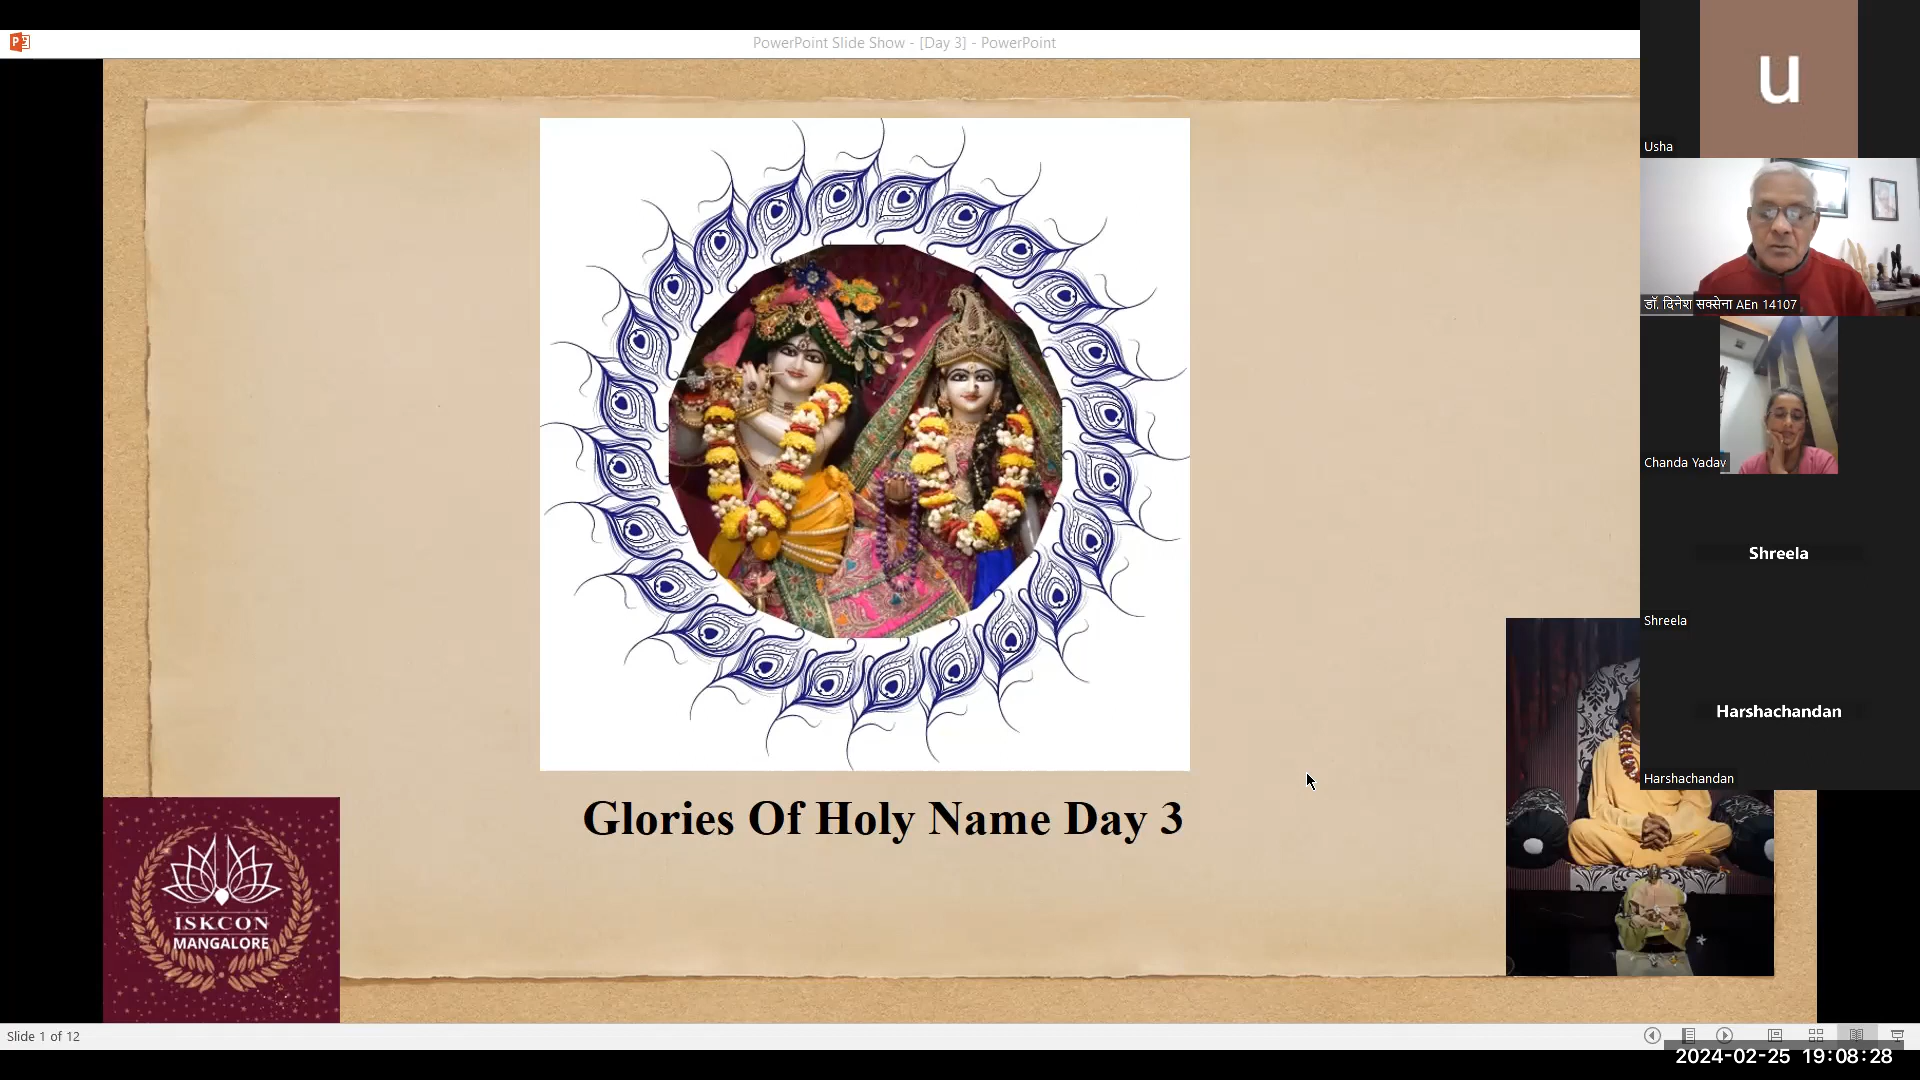 PowerPoint Slide Show - [Day 3] - PowerPoint
u
Usha
डॉ. दिनेश सक्सेना AEn 14107
Chanda Yadav
Shreela
Shreela
Harshachandan
Harshachandan
Glories Of Holy Name Day 3
ISKCON
MANGALORE
Slide 1 of 12
2024-02-25 19:08:28